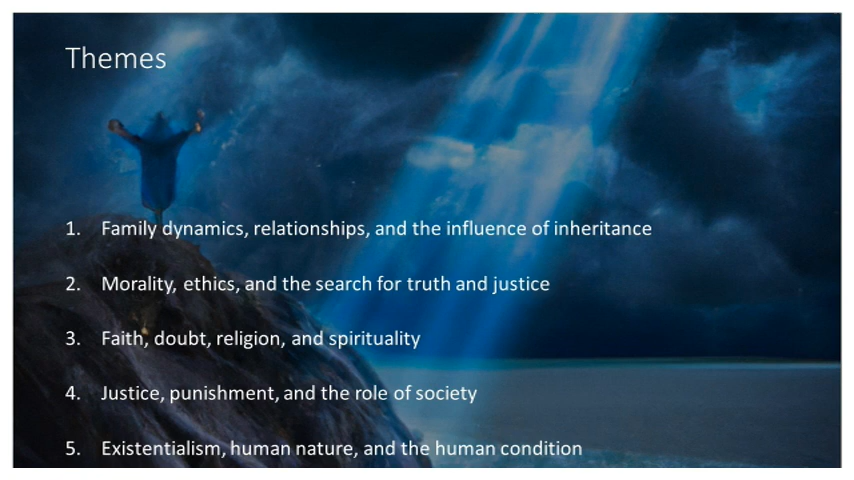 Themes
1. Family dynamics, relationships, and the influence of inheritance
2. Morality, ethics, and the search for truth and justice
3. Faith, doubt, religion, and spirituality
4. Justice, punishment, and the role of society
5. Existentialism, human nature, and the human condition